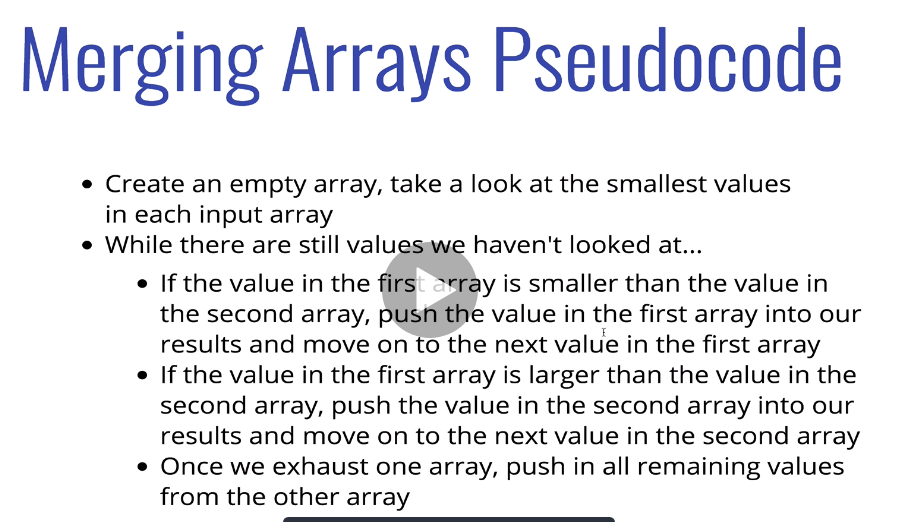 Merging Arrays Pseudocode
Create an empty array, take a look at the smallest values
in each input array
While there are still values we haven't looked at...
If the value in the first array is smaller than the value in
the second array, push the value in the first array into our
results and move on to the next value in the first array
If the value in the first array is larger than the value in the
second array, push the value in the second array into our
results and move on to the next value in the second array
Once we exhaust one array, push in all remaining values
from the other array